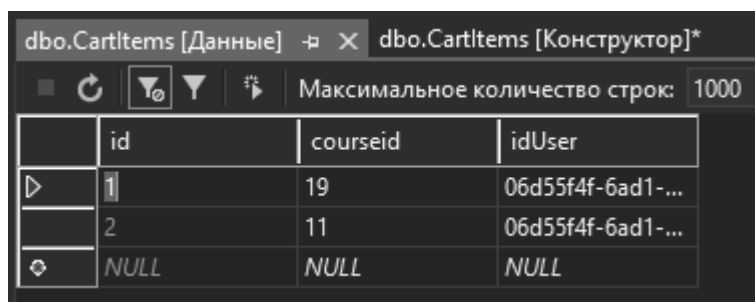 dbo.CartItems [Данные] dbo.CartItems [Конструктор]*
Максимальное количество строк: 1000
id courseid idUser
1 19 06d55f4f-6ad1-...
2 11 06d55f4f-6ad1-...
NULL NULL NULL